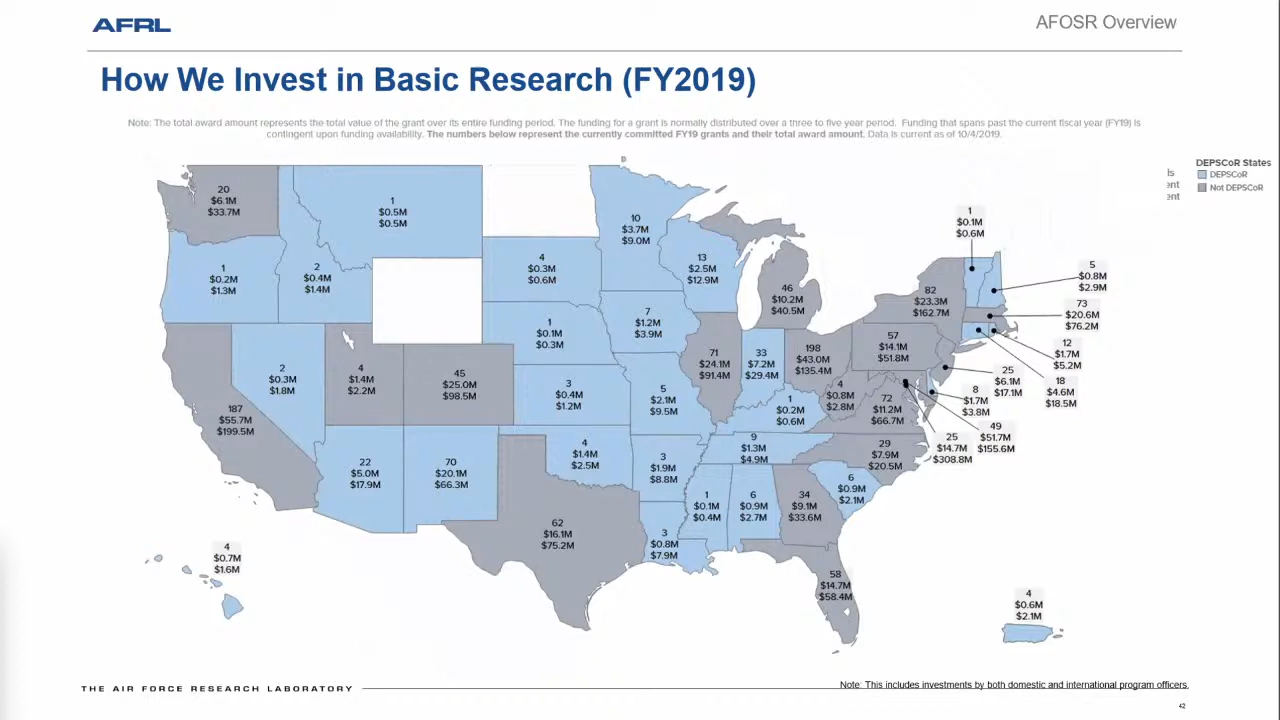 AFRL
AFOSR Overview
How We Invest in Basic Research (FY2019)
Note: The total award amount represents the total value of the grant over its entire funding period. The funding for a grant is normally distributed over a three to five year period. Funding that spans past the current fiscal year (FY19) is
contingent upon funding availability. The numbers below represent the currently committed FY19 grants and their total award amount. Data is current as of 10/4/2019.
DEPSCoR States
DEPSCoR
Not DEPSCoR
ls
ent
ent
20
$6.1M
$33.7M
1
$0.5M
$0.5M
10
$3.7M
$9.0M
1
$0.1M
$0.6M
1
$0.2M
$1.3M
2
$0.4M
$1.4M
4
$0.3M
$0.6M
13
$2.5M
$12.9M
46
$10.2M
$40.5M
82
$23.3M
$162.7M
5
$0.8M
$2.9M
73
$20.6M
$76.2M
12
$1.7M
$5.2M
18
$4.6M
$18.5M
1
$0.1M
$0.3M
7
$1.2M
$3.9M
71
$24.1M
$91.4M
33
$7.2M
$29.4M
198
$43.0M
$135.4M
57
$14.1M
$51.8M
25
$6.1M
$17.1M
8
$1.7M
$3.8M
49
$51.7M
$155.6M
25
$14.7M
$308.8M
187
$55.7M
$199.5M
2
$0.3M
$1.8M
4
$1.4M
$2.2M
45
$25.0M
$98.5M
3
$0.4M
$1.2M
5
$2.1M
$9.5M
1
$0.2M
$0.6M
4
$0.8M
$2.8M
72
$11.2M
$66.7M
22
$5.0M
$17.9M
70
$20.1M
$66.3M
4
$1.4M
$2.5M
3
$1.9M
$8.8M
9
$1.3M
$4.9M
29
$7.9M
$20.5M
62
$16.1M
$75.2M
3
$0.8M
$7.9M
1
$0.1M
$0.4M
6
$0.9M
$2.7M
34
$9.1M
$33.6M
6
$0.9M
$2.1M
58
$14.7M
$58.4M
4
$0.7M
$1.6M
4
$0.6M
$2.1M
THE AIR FORCE RESEARCH LABORATORY
Note: This includes investments by both domestic and international program officers.
42